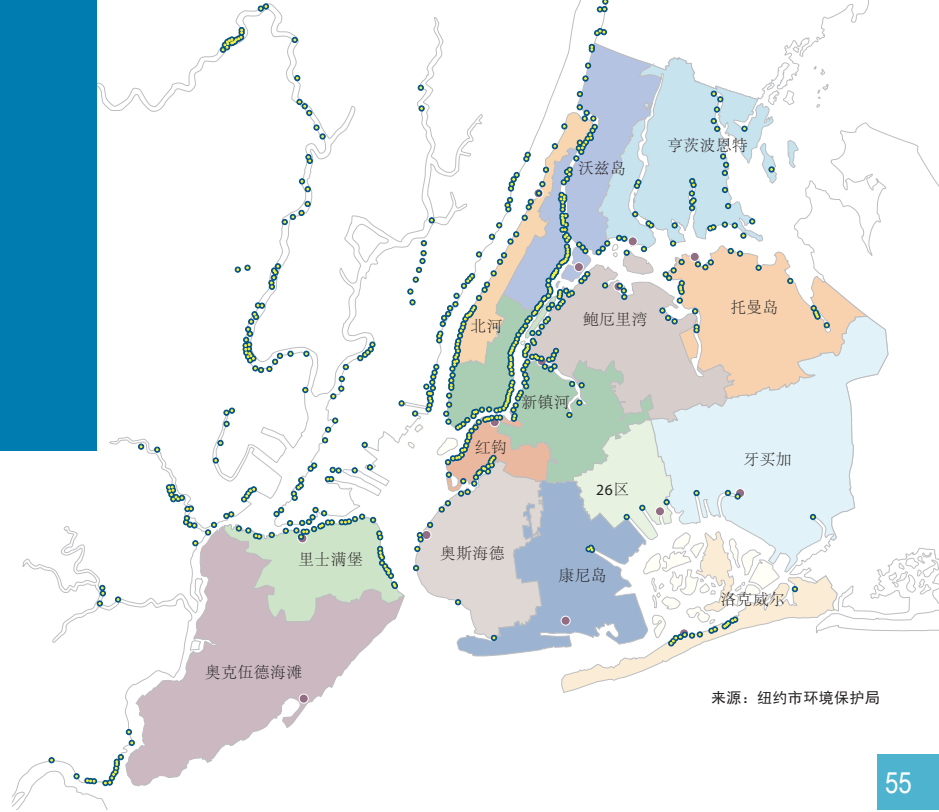 亨茨波恩特
沃兹岛
托曼岛
鲍厄里湾
北河
新镇河
红钩
牙买加
26区
奥斯海德
里士满堡
康尼岛
洛克威尔
奥克伍德海滩
来源：纽约市环境保护局
55